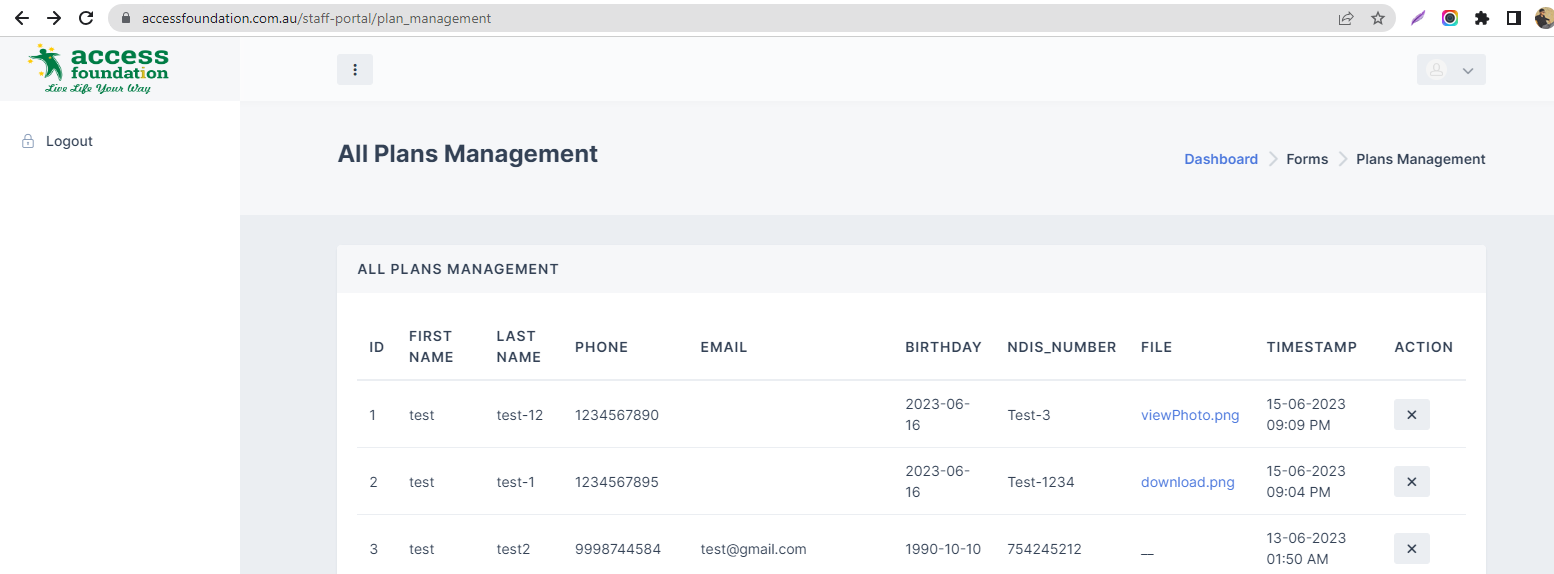 accessfoundation.com.au/staff-portal/plan_management
access
foundation
Live Life Your Way
Logout
All Plans Management
Dashboard Forms Plans Management
ALL PLANS MANAGEMENT
ID FIRST NAME LAST NAME PHONE EMAIL BIRTHDAY NDIS_NUMBER FILE TIMESTAMP ACTION
1 test test-12 1234567890 2023-06-16 Test-3 viewPhoto.png 15-06-2023 09:09 PM
2 test test-1 1234567895 2023-06-16 Test-1234 download.png 15-06-2023 09:04 PM
3 test test2 9998744584 test@gmail.com 1990-10-10 754245212 __ 13-06-2023 01:50 AM